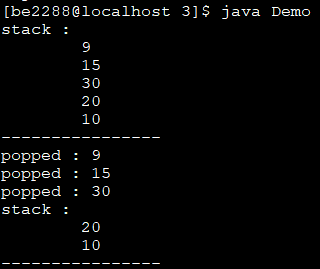 [be2288@localhost 3]$ java Demo
stack :
        9
        15
        30
        20
        10
----------------
popped : 9
popped : 15
popped : 30
stack :
        20
        10
----------------